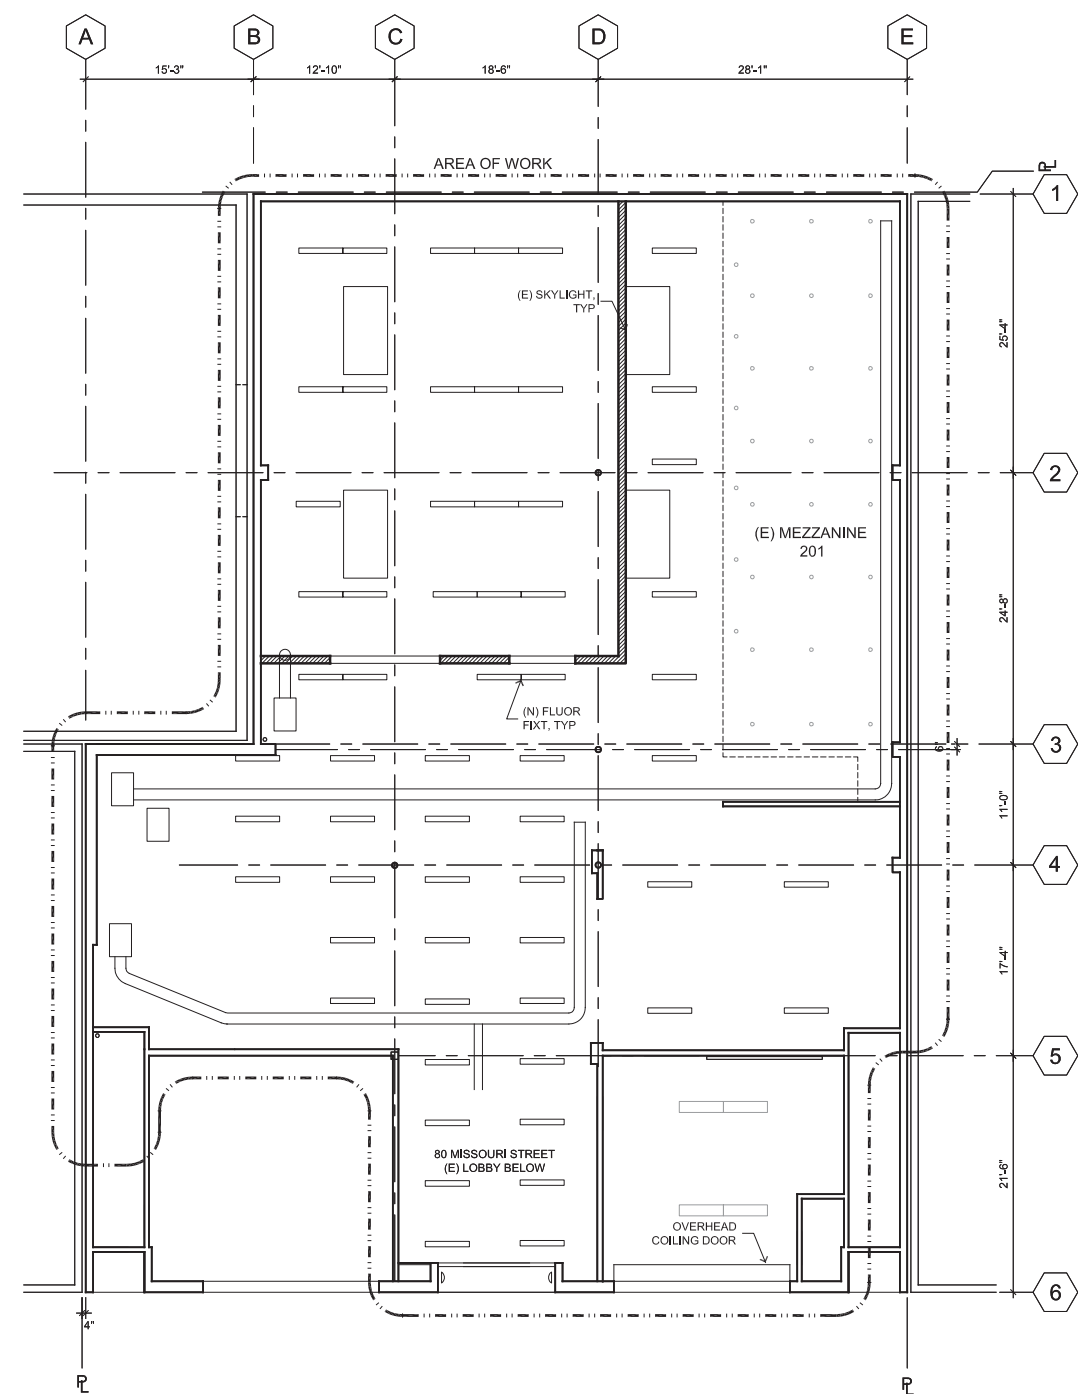 A
B
C
D
E
15'-3"
12'-10"
18'-6"
28'-1"
AREA OF WORK
PL
1
(E) SKYLIGHT,
TYP
25'-4"
2
(E) MEZZANINE
201
24'-8"
(N) FLUOR
FIXT, TYP
6"
3
11'-0"
4
17'-4"
5
80 MISSOURI STREET
(E) LOBBY BELOW
21'-6"
OVERHEAD
COILING DOOR
6
4"
PL
PL